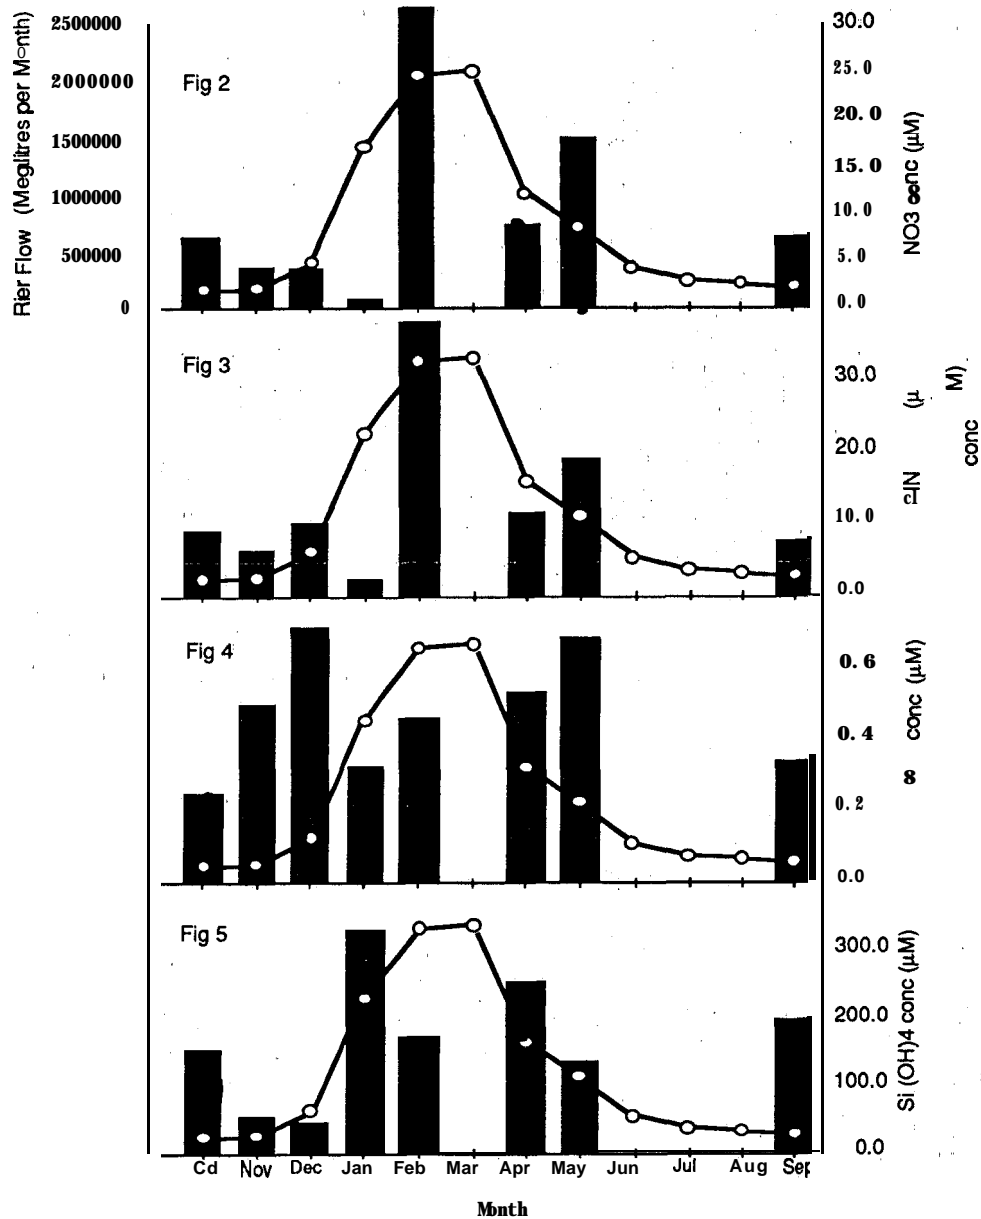 Rier Flow (Meglitres per Month)
2500000
2000000
1500000
1000000
500000
0
Fig 2
30.0
25.0
20.0
15.0
10.0
5.0
0.0
NO3 conc (µM)
Fig 3
30.0
20.0
10.0
0.0
(µ M)
conc
Fig 4
0.6
0.4
0.2
0.0
conc (µM)
Fig 5
300.0
200.0
100.0
0.0
Si (OH)4 conc (µM)
Cd Nov Dec Jan Feb Mar Apr May Jun Jul Aug Sep
Month